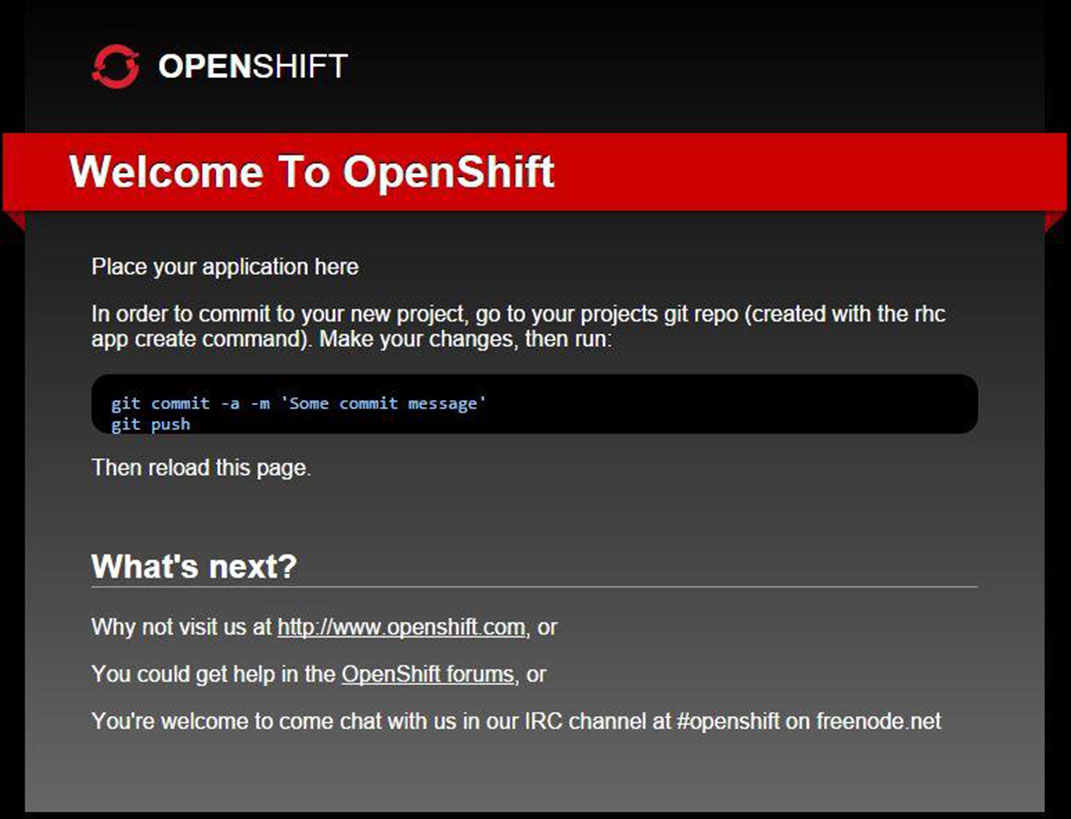 OPENSHIFT
Welcome To OpenShift
Place your application here
In order to commit to your new project, go to your projects git repo (created with the rhc
app create command). Make your changes, then run:
git commit -a -m 'Some commit message'
git push
Then reload this page.
What's next?
Why not visit us at http://www.openshift.com, or
You could get help in the OpenShift forums, or
You're welcome to come chat with us in our IRC channel at #openshift on freenode.net